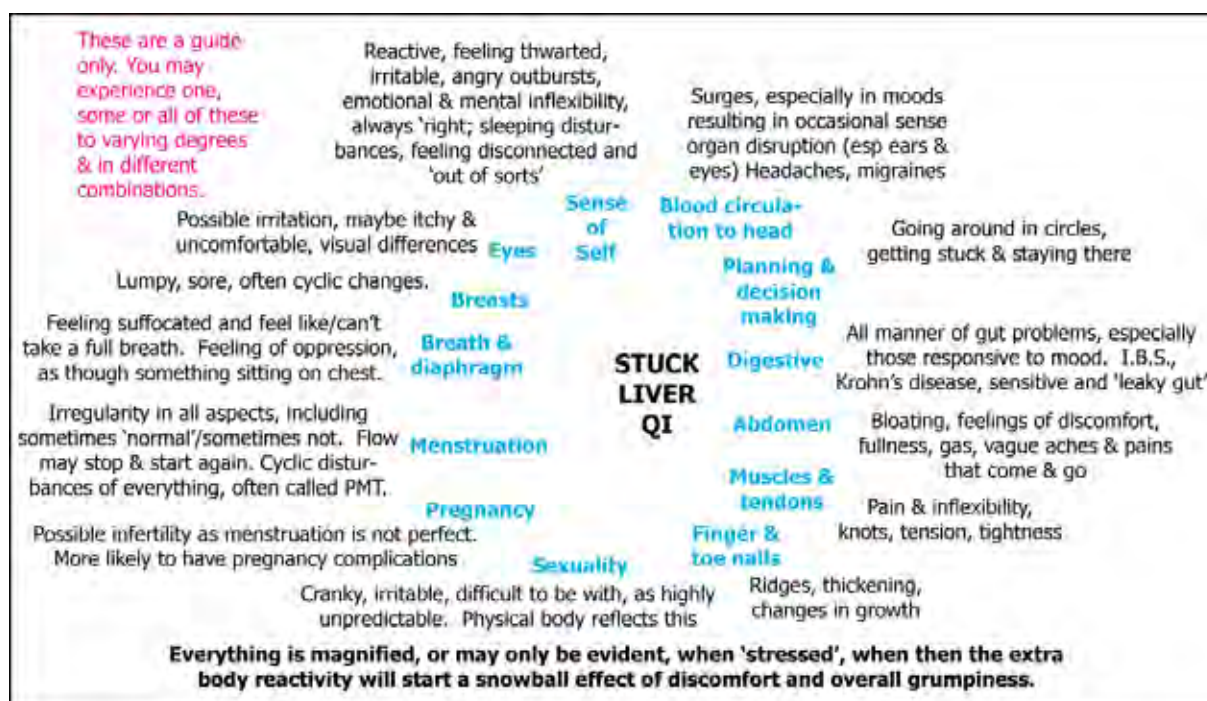 These are a guide
only. You may
experience one,
some or all of these
to varying degrees
& in different
combinations.
Reactive, feeling thwarted,
irritable, angry outbursts,
emotional & mental inflexibility,
always ‘right; sleeping distur-
bances, feeling disconnected and
‘out of sorts’
Sense
of
Self
Surges, especially in moods
resulting in occasional sense
organ disruption (esp ears &
eyes) Headaches, migraines
Blood circula-
tion to head
Possible irritation, maybe itchy &
uncomfortable, visual differences
Eyes
Going around in circles,
getting stuck & staying there
Planning &
decision
making
Lumpy, sore, often cyclic changes.
Breasts
Feeling suffocated and feel like/can’t
take a full breath. Feeling of oppression,
as though something sitting on chest.
Breath &
diaphragm
STUCK
LIVER
QI
Digestive
All manner of gut problems, especially
those responsive to mood. I.B.S.,
Krohn’s disease, sensitive and ‘leaky gut’
Irregularity in all aspects, including
sometimes ‘normal’/sometimes not. Flow
may stop & start again. Cyclic distur-
bances of everything, often called PMT.
Menstruation
Abdomen
Bloating, feelings of discomfort,
fullness, gas, vague aches & pains
that come & go
Muscles &
tendons
Pain & inflexibility,
knots, tension, tightness
Pregnancy
Possible infertility as menstruation is not perfect.
More likely to have pregnancy complications
Finger &
toe nails
Ridges, thickening,
changes in growth
Sexuality
Cranky, irritable, difficult to be with, as highly
unpredictable. Physical body reflects this
Everything is magnified, or may only be evident, when ‘stressed’, when then the extra
body reactivity will start a snowball effect of discomfort and overall grumpiness.